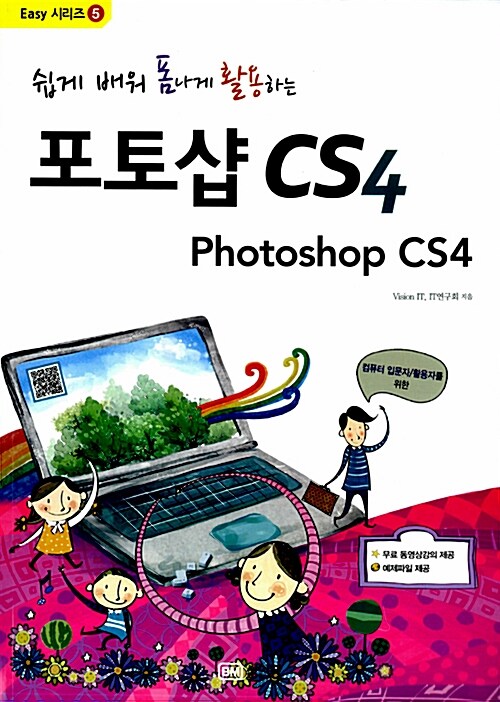 Easy 시리즈 5
쉽게 배워 폼나게 활용하는
포토샵 CS4
Photoshop CS4
Vision IT, IT연구회 지음
컴퓨터 입문자/활용자를
위한
무료 동영상강의 제공
예제파일 제공
BM